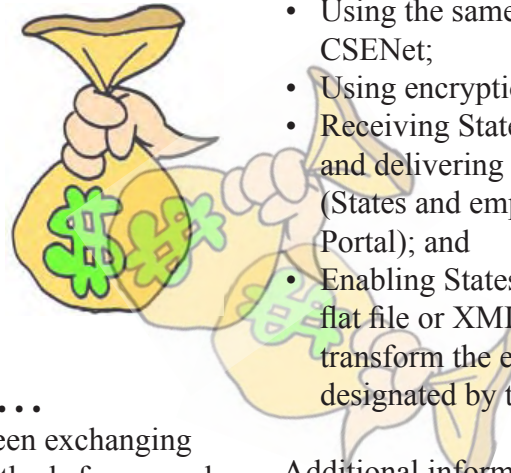 $
$
$
...
een exchanging
• Using the same
CSENet;
• Using encryptio
• Receiving State
and delivering
(States and emp
Portal); and
• Enabling States
flat file or XML
transform the e
designated by t
Additional inform